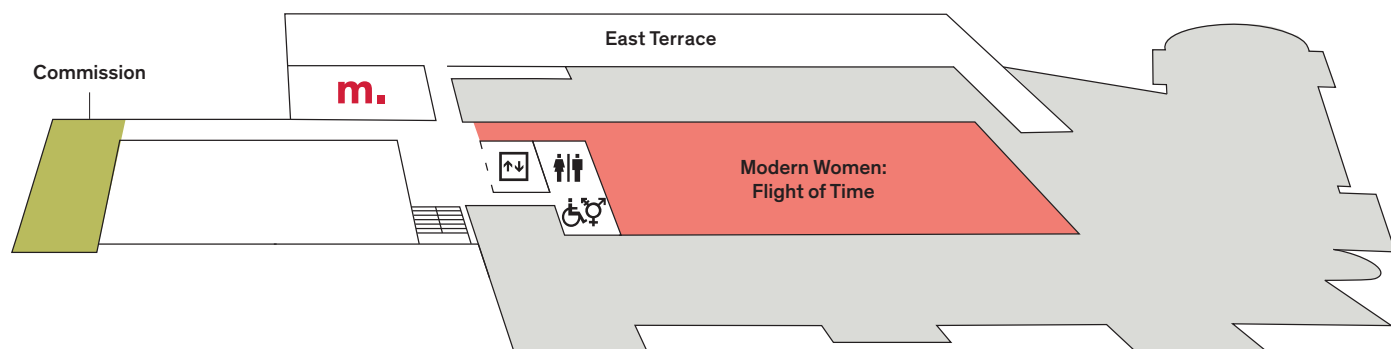 East Terrace
Commission
m.
Modern Women:
Flight of Time